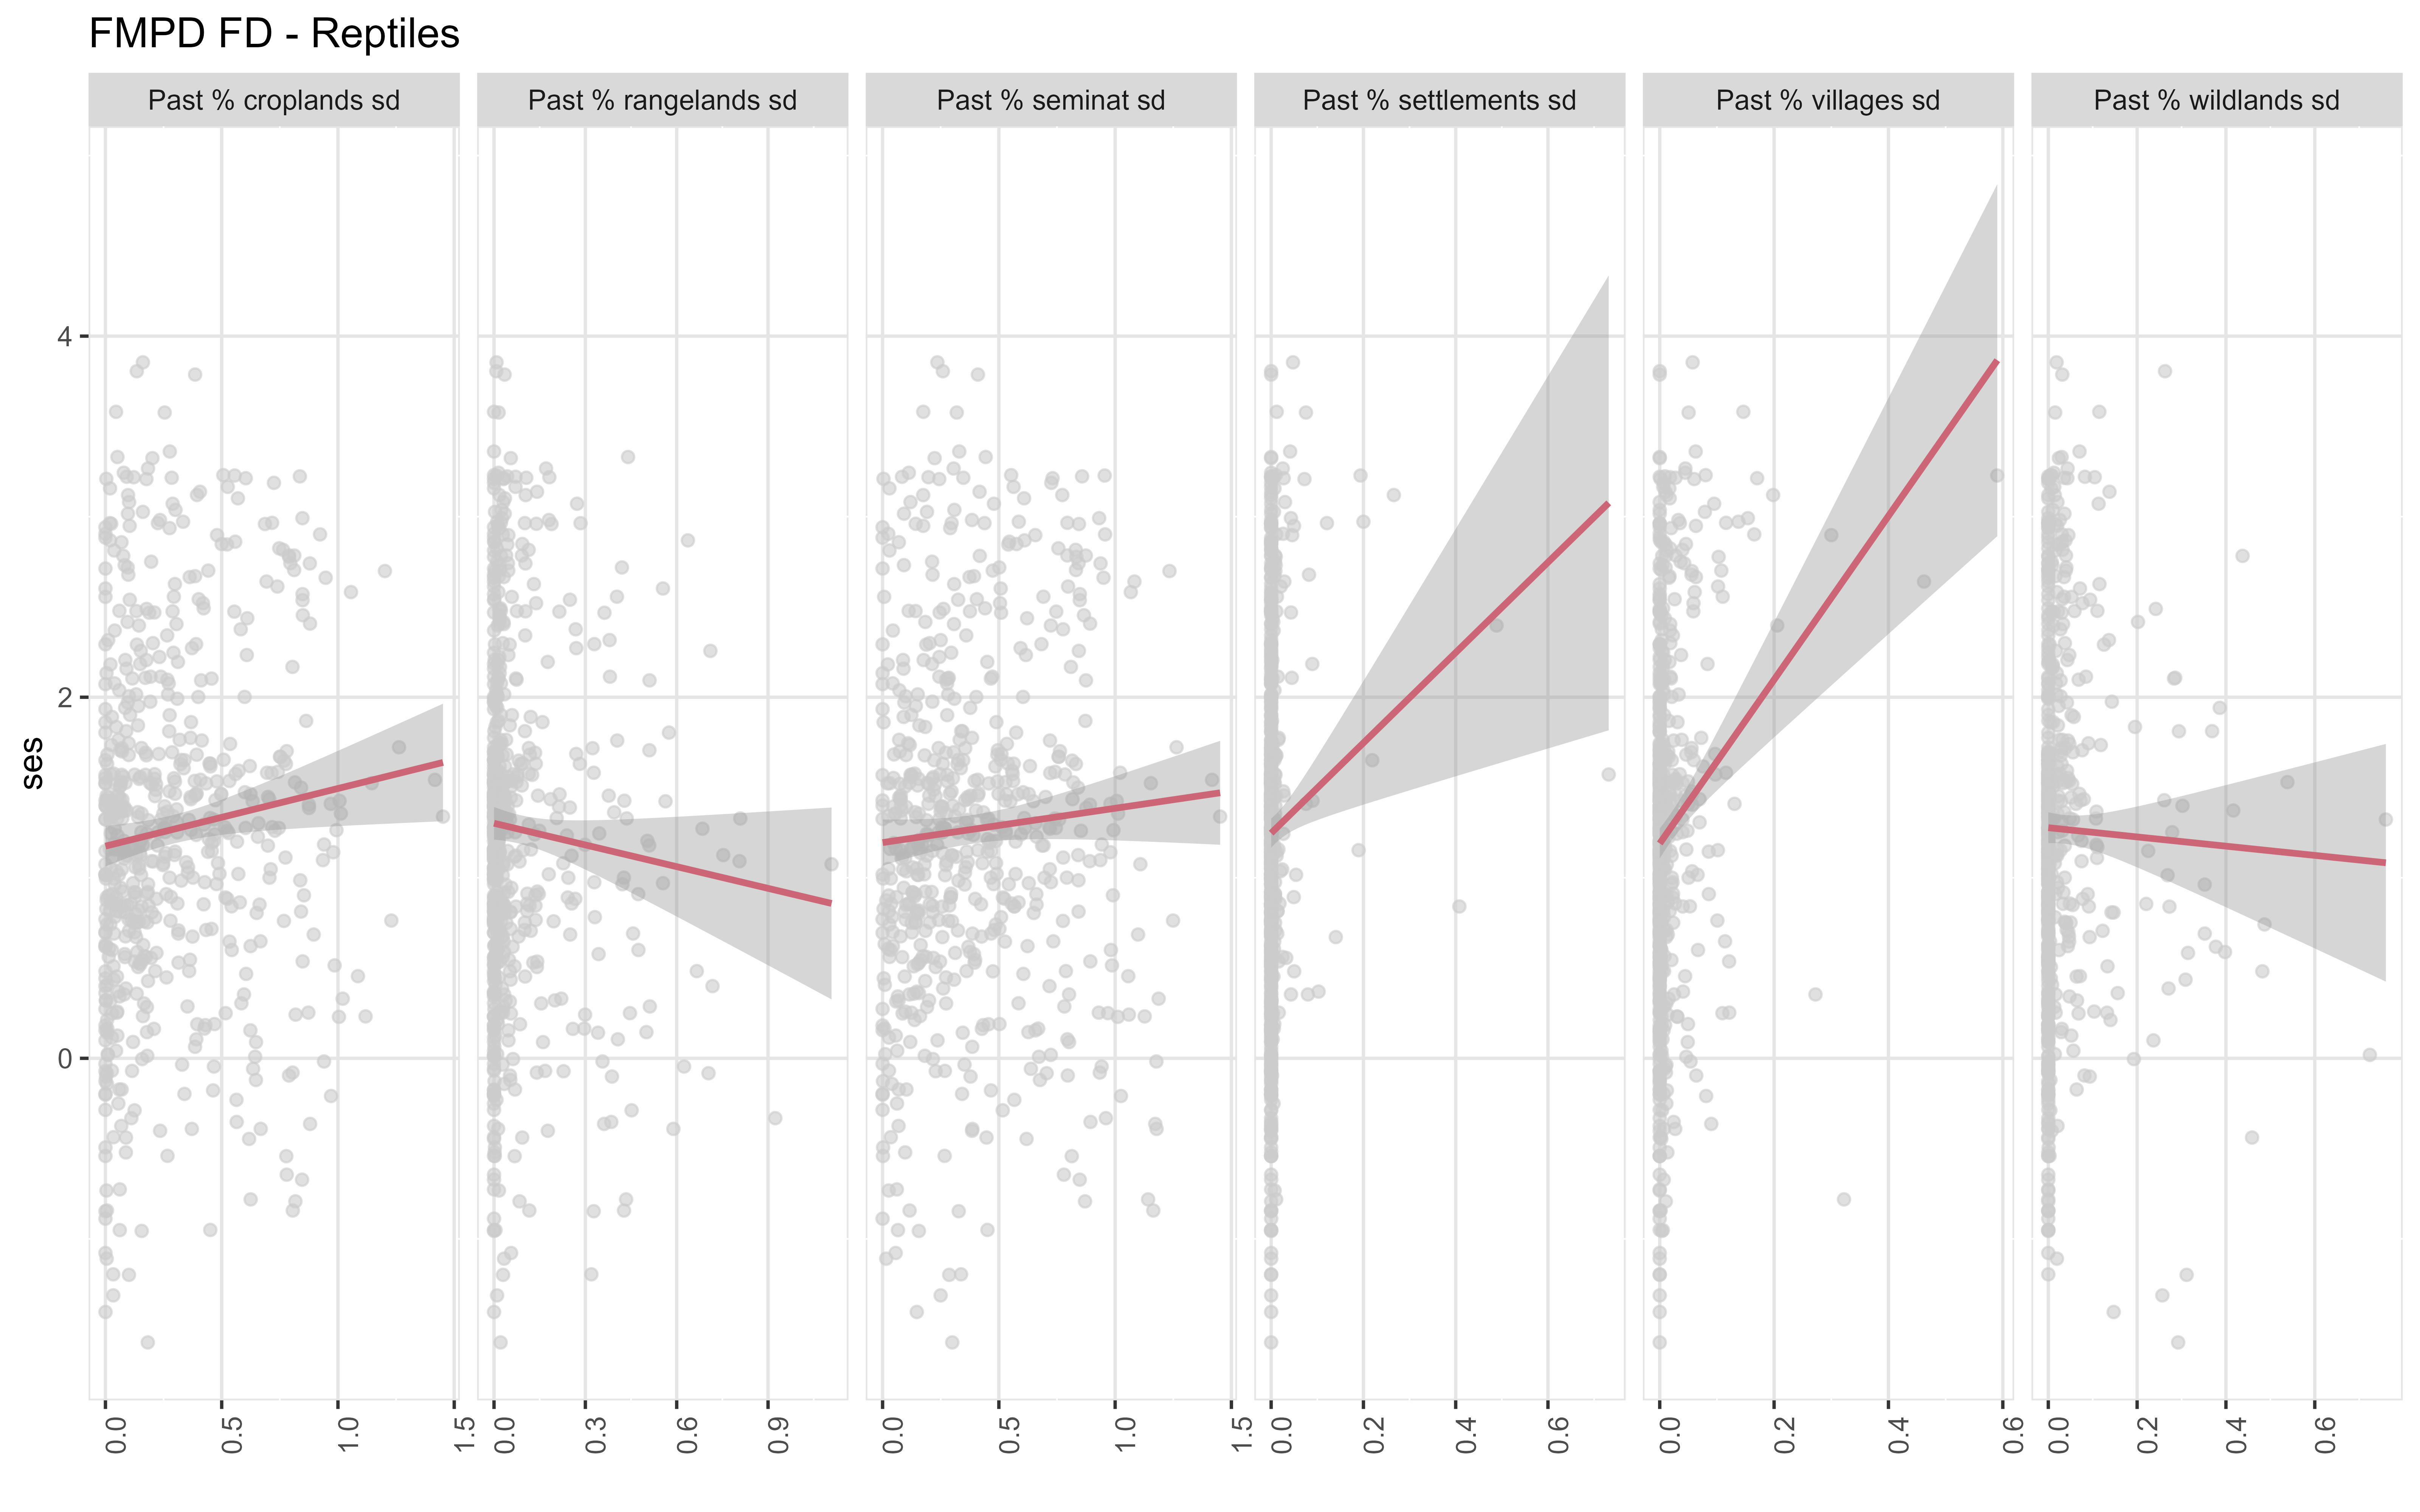 FMPD FD - Reptiles
Past % croplands sd
Past % rangelands sd
Past % seminat sd
Past % settlements sd
Past % villages sd
Past % wildlands sd
ses
4
2
0
0.0 0.5 1.0 1.5
0.0 0.3 0.6 0.9
0.0 0.5 1.0 1.5
0.0 0.2 0.4 0.6
0.0 0.2 0.4 0.6
0.0 0.2 0.4 0.6